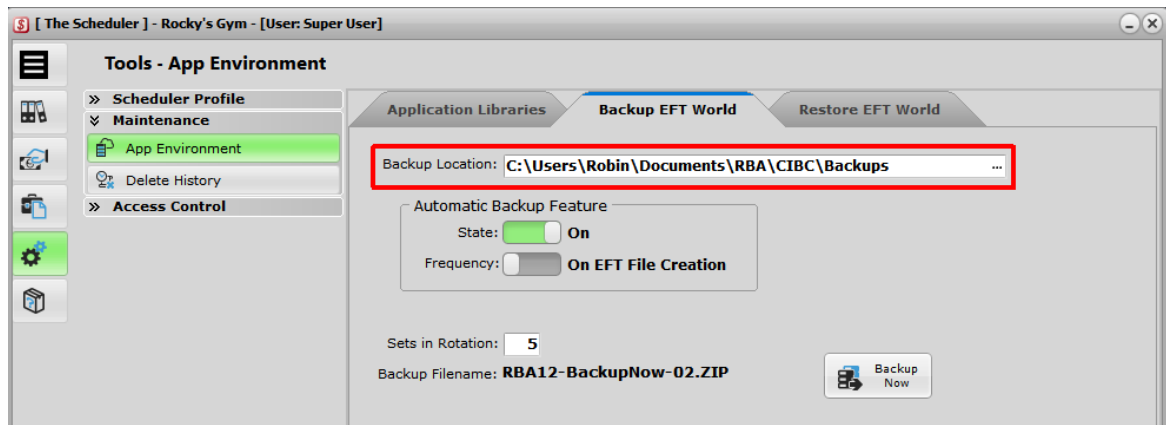 [ The Scheduler ] - Rocky's Gym - [User: Super User]
Tools - App Environment
Scheduler Profile
Maintenance
App Environment
Delete History
Access Control
Application Libraries
Backup EFT World
Restore EFT World
Backup Location: C:\Users\Robin\Documents\RBA\CIBC\Backups ...
Automatic Backup Feature
State: On
Frequency: On EFT File Creation
Sets in Rotation: 5
Backup Filename: RBA12-BackupNow-02.ZIP
Backup
Now